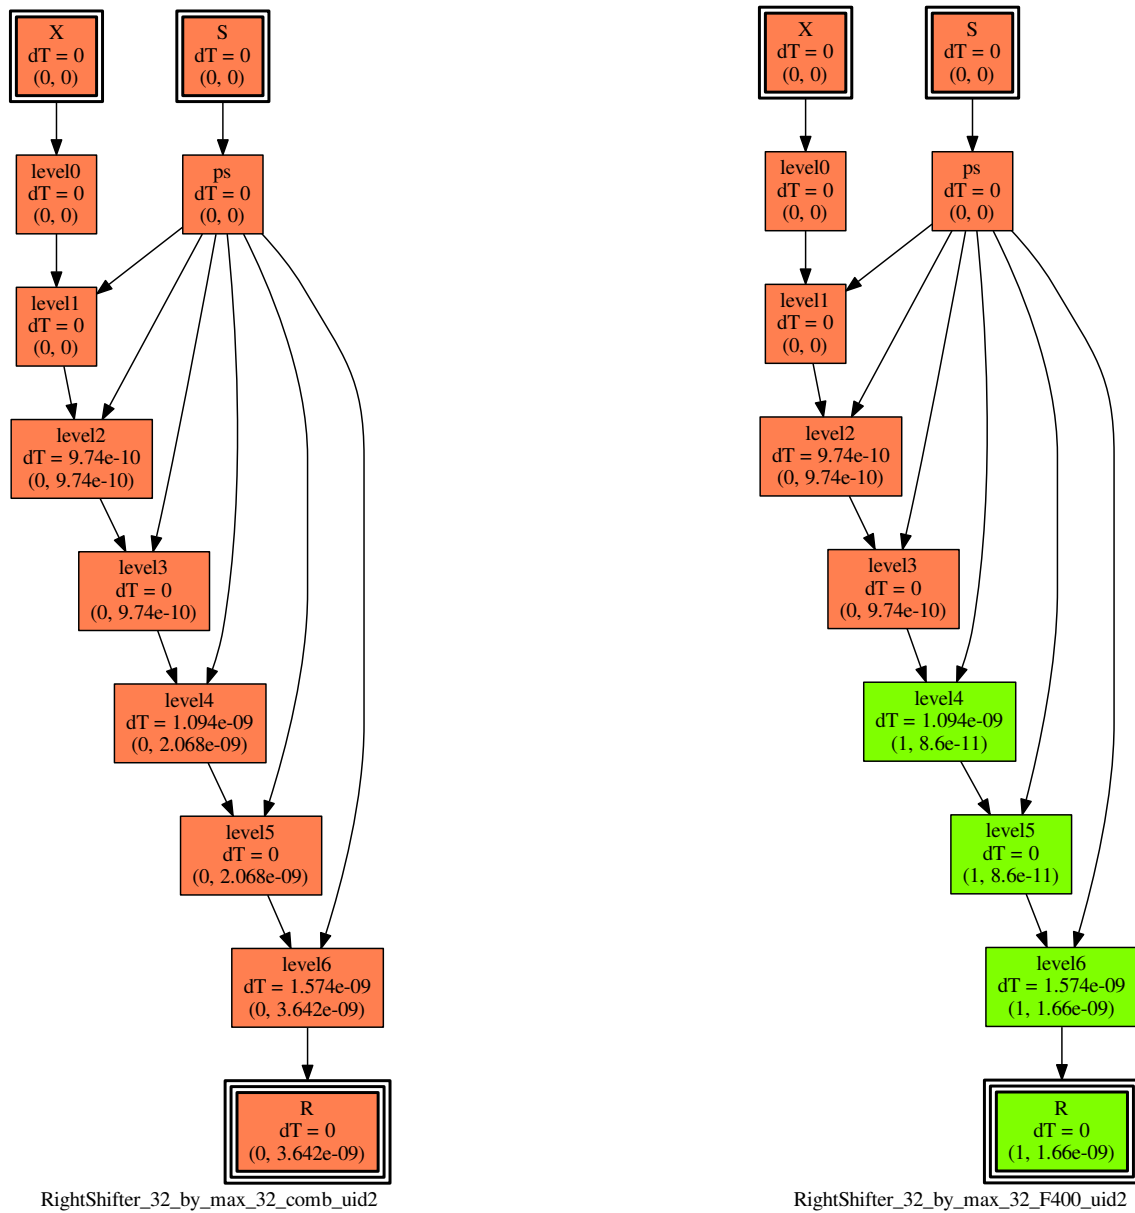 X
dT = 0
(0, 0)
S
dT = 0
(0, 0)
level0
dT = 0
(0, 0)
ps
dT = 0
(0, 0)
level1
dT = 0
(0, 0)
level2
dT = 9.74e-10
(0, 9.74e-10)
level3
dT = 0
(0, 9.74e-10)
level4
dT = 1.094e-09
(0, 2.068e-09)
level5
dT = 0
(0, 2.068e-09)
level6
dT = 1.574e-09
(0, 3.642e-09)
R
dT = 0
(0, 3.642e-09)
RightShifter_32_by_max_32_comb_uid2
X
dT = 0
(0, 0)
S
dT = 0
(0, 0)
level0
dT = 0
(0, 0)
ps
dT = 0
(0, 0)
level1
dT = 0
(0, 0)
level2
dT = 9.74e-10
(0, 9.74e-10)
level3
dT = 0
(0, 9.74e-10)
level4
dT = 1.094e-09
(1, 8.6e-11)
level5
dT = 0
(1, 8.6e-11)
level6
dT = 1.574e-09
(1, 1.66e-09)
R
dT = 0
(1, 1.66e-09)
RightShifter_32_by_max_32_F400_uid2